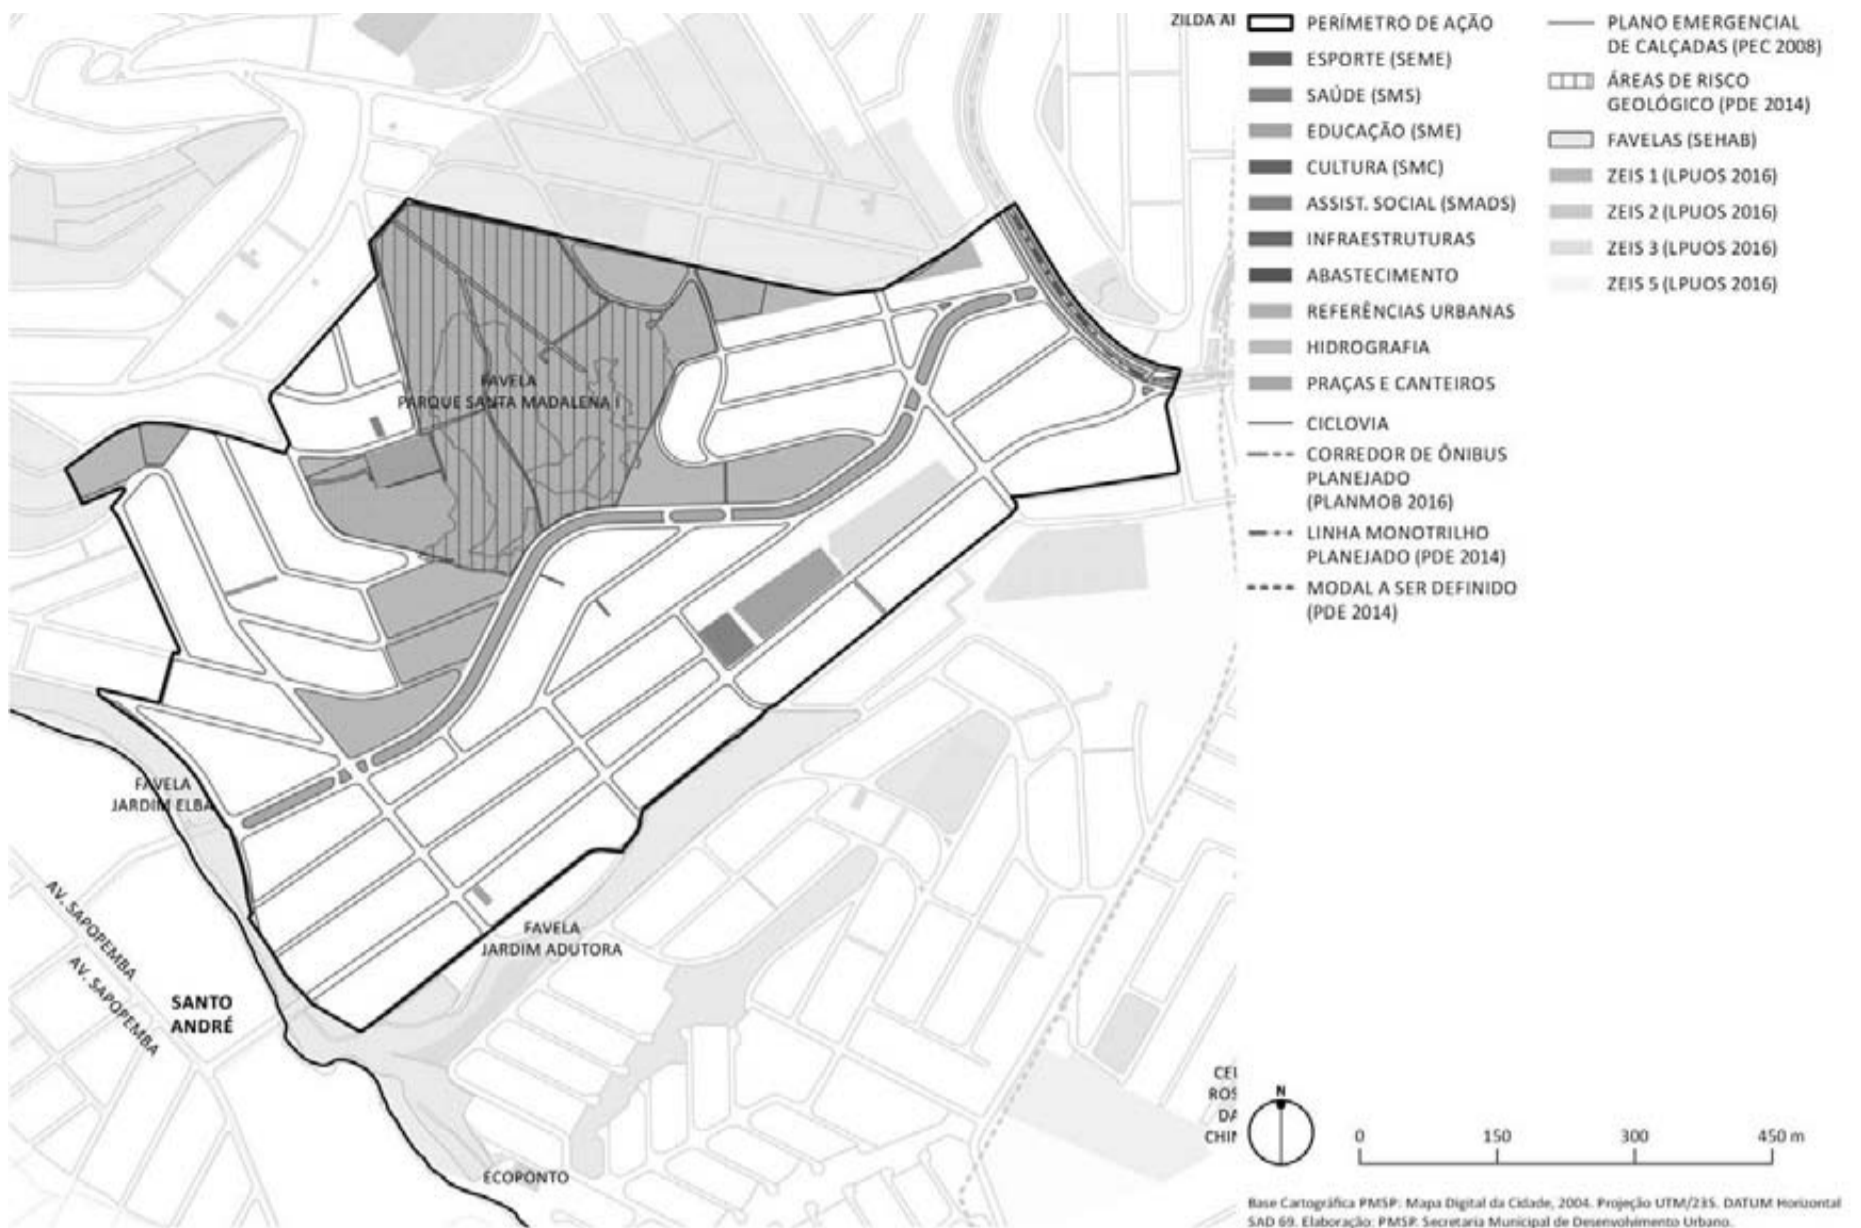 PERÍMETRO DE AÇÃO
ESPORTE (SEME)
SAÚDE (SMS)
EDUCAÇÃO (SME)
CULTURA (SMC)
ASSIST. SOCIAL (SMADS)
INFRAESTRUTURAS
ABASTECIMENTO
REFERÊNCIAS URBANAS
HIDROGRAFIA
PRAÇAS E CANTEIROS
CICLOVIA
CORREDOR DE ÔNIBUS
PLANEJADO
(PLANMOB 2016)
LINHA MONOTRILHO
PLANEJADO (PDE 2014)
MODAL A SER DEFINIDO
(PDE 2014)
PLANO EMERGENCIAL
DE CALÇADAS (PEC 2008)
ÁREAS DE RISCO
GEOLÓGICO (PDE 2014)
FAVELAS (SEHAB)
ZEIS 1 (LPUOS 2016)
ZEIS 2 (LPUOS 2016)
ZEIS 3 (LPUOS 2016)
ZEIS 5 (LPUOS 2016)
ZILDA
FAVELA
PARQUE SANTA MADALENA I
FAVELA
JARDIM ELBA
AV. SAPOPEMBA
AV. SAPOPEMBA
SANTO
ANDRÉ
FAVELA
JARDIM ADUTORA
ECOPONTO
N
0 150 300 450 m
Base Cartográfica PMSP: Mapa Digital da Cidade, 2004. Projeção UTM/23S. DATUM Horizontal
SAD 69. Elaboração: PMSP. Secretaria Municipal de Desenvolvimento Urbano.